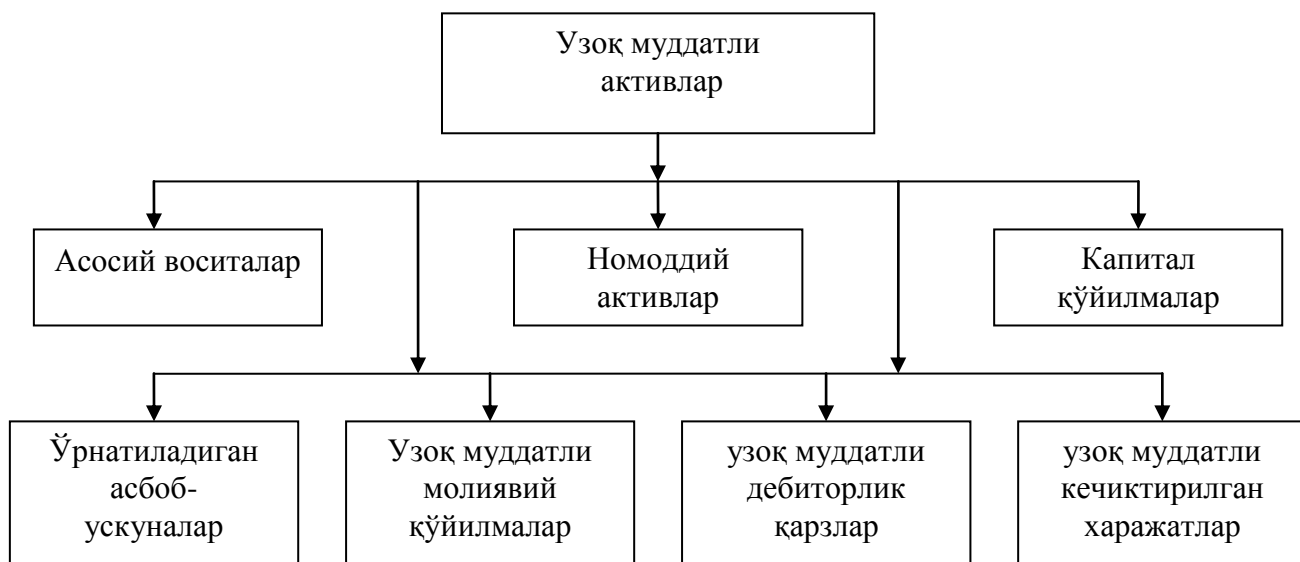 Узоқ муддатли
активлар
Асосий воситалар
Номоддий
активлар
Капитал
қўйилмалар
Ўрнатиладиган
асбоб-
ускуналар
Узоқ муддатли
молиявий
қўйилмалар
узоқ муддатли
дебиторлик
қарзлар
узоқ муддатли
кечиктирилган
харажатлар